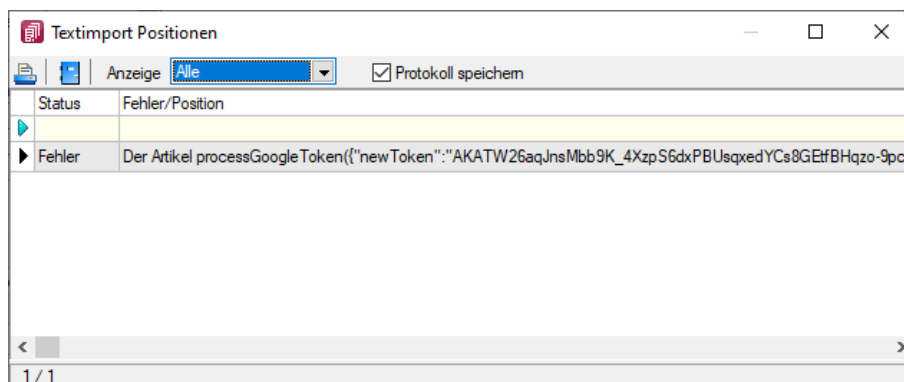 Textimport Positionen
Anzeige Alle Protokoll speichern
Status Fehler/Position
Fehler Der Artikel processGoogleToken({"newToken":"AKATW26aqJnsMbb9K_4XzpS6dxPBUsqxedYCs8GEtfBHqzo-9pc
1 / 1